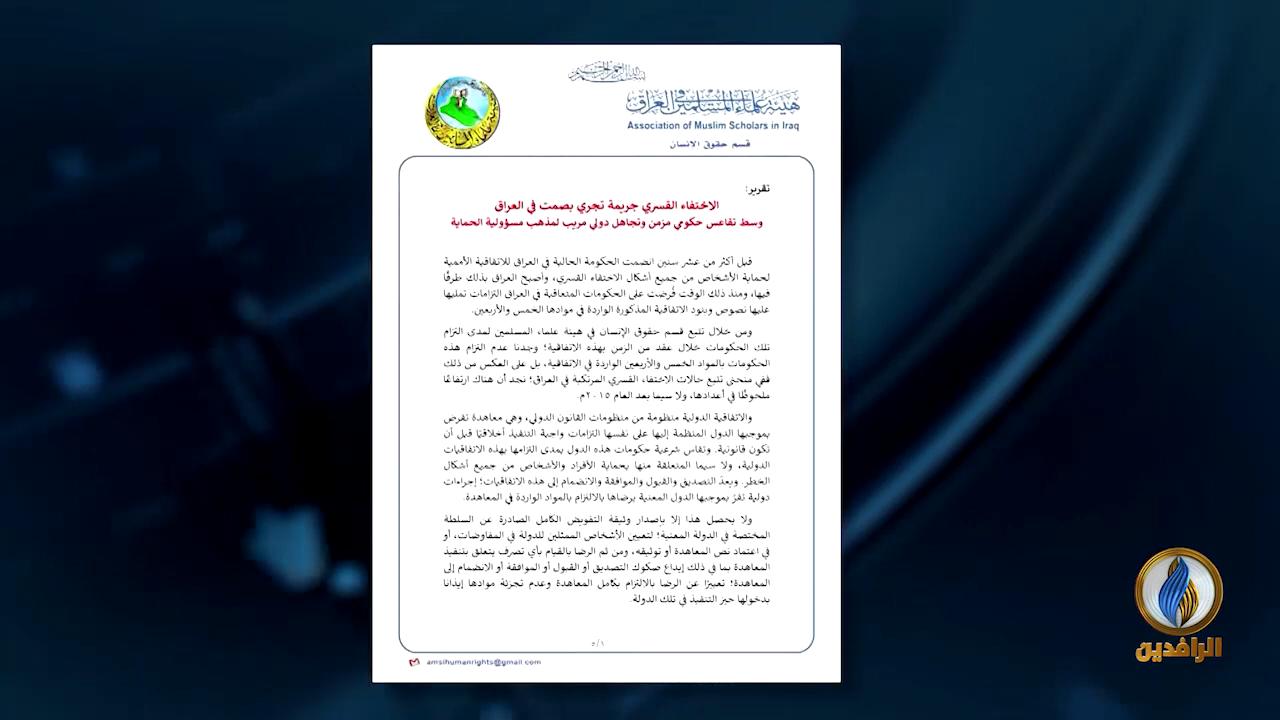 بسم الله الرحمن الرحيم
هيئة علماء المسلمين في العراق
Association of Muslim Scholars in Iraq
قسم حقوق الانسان
تقرير:
الاختفاء القسري جريمة تجري بصمت في العراق
وسط تقاعس حكومي مزمن وتجاهل دولي مريب لمذهب مسؤولية الحماية
قبل أكثر من عشر سنين انضمت الحكومة الحالية في العراق للاتفاقية الأممية
لحماية الأشخاص من جميع أشكال الاختفاء القسري، وأصبح العراق بذلك طرفًا
فيها، ومنذ ذلك الوقت فُرضت على الحكومات المتعاقبة في العراق التزامات تمليها
عليها نصوص وبنود الاتفاقية المذكورة الواردة في موادها الخمس والأربعين.
ومن خلال تتبع قسم حقوق الإنسان في هيئة علماء المسلمين لمدى التزام
تلك الحكومات خلال عقد من الزمن بهذه الاتفاقية؛ وجدنا عدم التزام هذه
الحكومات بالمواد الخمس والأربعين الواردة في الاتفاقية، بل على العكس من ذلك
ففي منحنى تتبع حالات الاختفاء القسري المرتكبة في العراق؛ نجد أن هناك ارتفاعًا
ملحوظًا في أعدادها، ولا سيما بعد العام ٢٠١٥م.
والاتفاقية الدولية منظومة من منظومات القانون الدولي، وهي معاهدة تفرض
بموجبها الدول المنظمة إليها على نفسها التزامات واجبة التنفيذ أخلاقيًا قبل أن
تكون قانونية. وتقاس شرعية حكومات هذه الدول بمدى التزامها بهذه الاتفاقيات
الدولية، ولا سيما المتعلقة منها بحماية الأفراد والأشخاص من جميع أشكال
الخطر. ويعدّ التصديق والقبول والموافقة والانضمام إلى هذه الاتفاقيات؛ إجراءات
دولية تقرّ بموجبها الدول المعنية برضاها بالالتزام بالمواد الواردة في المعاهدة.
ولا يحصل هذا إلا بإصدار وثيقة التفويض الكامل الصادرة عن السلطة
المختصة في الدولة المعنية؛ لتعيين الأشخاص الممثلين للدولة في المفاوضات، أو
في اعتماد نص المعاهدة أو توثيقه، ومن ثم الرضا بالقيام بأي تصرف يتعلق بتنفيذ
المعاهدة بما في ذلك إيداع صكوك التصديق أو القبول أو الموافقة أو الانضمام إلى
المعاهدة؛ تعبيرًا عن الرضا بالالتزام بكامل المعاهدة وعدم تجزئة موادها إيذانا
بدخولها حيز التنفيذ في تلك الدولة.
١/٥
amsihumanrights@gmail.com
الرافدين